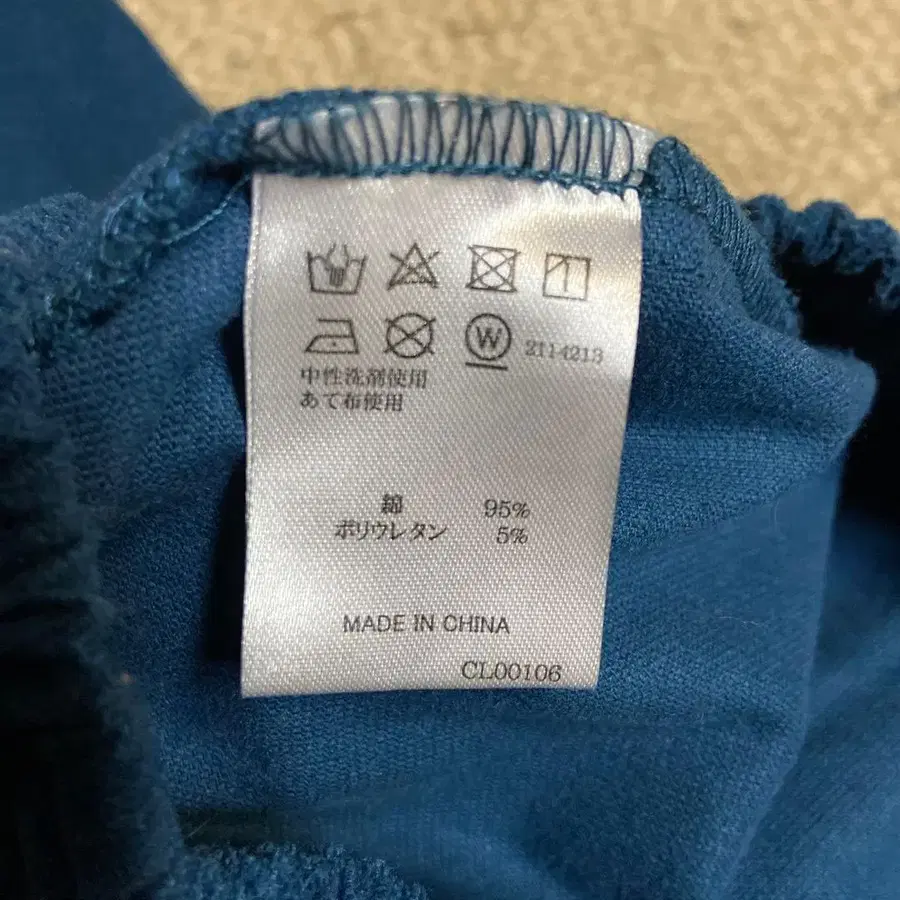 W 2114213
中性洗剤使用
あて布使用
綿 95%
ポリウレタン 5%
MADE IN CHINA
CL00106